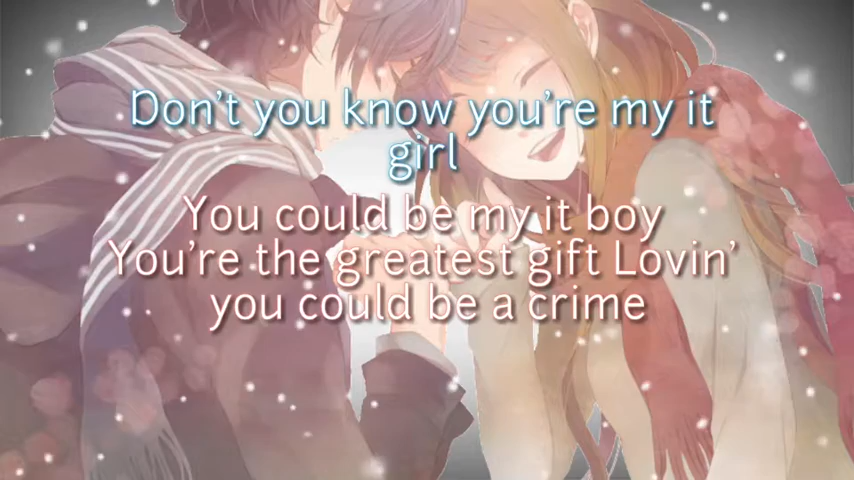 Don't you know you're my it
girl
You could be my it boy
You're the greatest gift Lovin'
you could be a crime